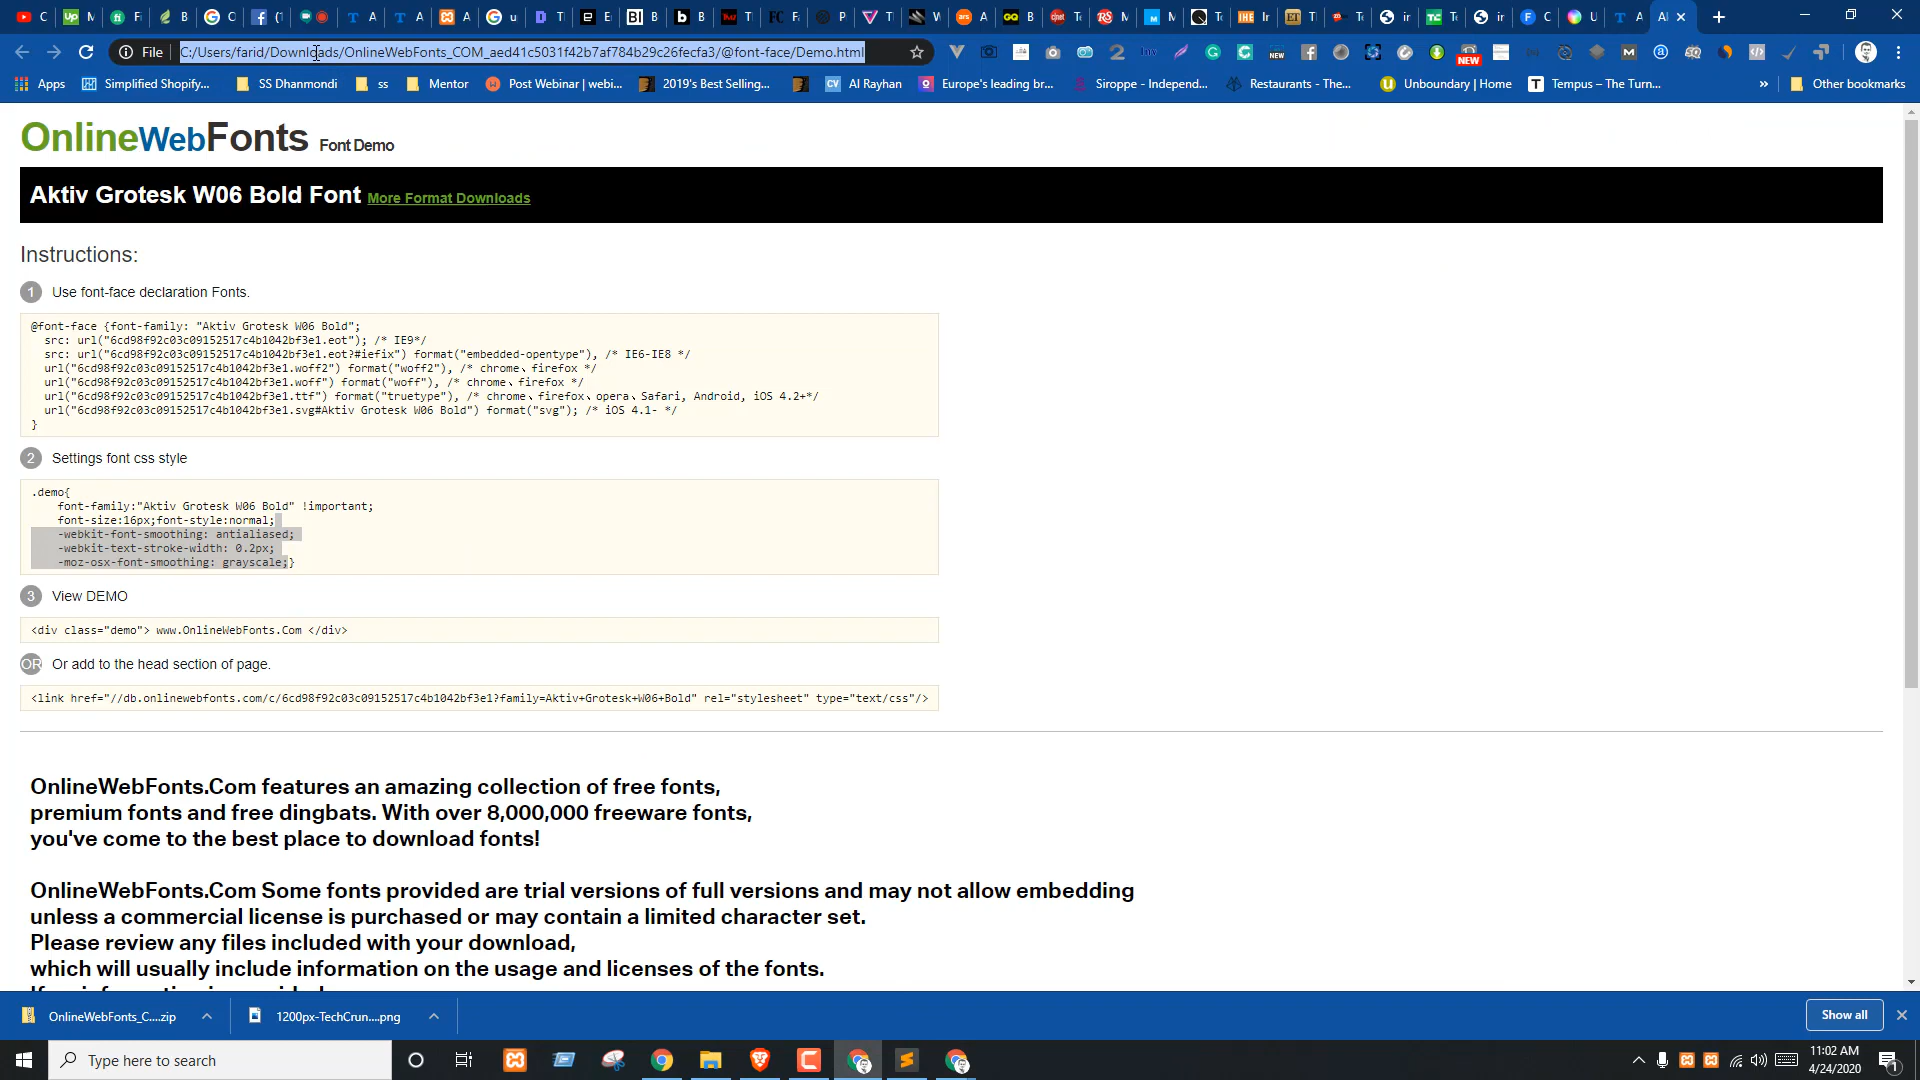 File C:/Users/farid/Downloads/OnlineWebFonts_COM_aed41c5031f42b7af784b29c26fecfa3/@font-face/Demo.html
Apps Simplified Shopify... SS Dhanmondi ss Mentor Post Webinar | webi... 2019's Best Selling... Al Rayhan Europe's leading br... Siroppe - Independ... Restaurants - The... Unboundary | Home Tempus – The Turn... » Other bookmarks
OnlineWebFonts Font Demo
Aktiv Grotesk W06 Bold Font More Format Downloads
Instructions:
1 Use font-face declaration Fonts.
@font-face {font-family: "Aktiv Grotesk W06 Bold";
src: url("6cd98f92c03c09152517c4b1042bf3e1.eot"); /* IE9*/
src: url("6cd98f92c03c09152517c4b1042bf3e1.eot?#iefix") format("embedded-opentype"), /* IE6-IE8 */
url("6cd98f92c03c09152517c4b1042bf3e1.woff2") format("woff2"), /* chrome、firefox */
url("6cd98f92c03c09152517c4b1042bf3e1.woff") format("woff"), /* chrome、firefox */
url("6cd98f92c03c09152517c4b1042bf3e1.ttf") format("truetype"), /* chrome、firefox、opera、Safari, Android, iOS 4.2+*/
url("6cd98f92c03c09152517c4b1042bf3e1.svg#Aktiv Grotesk W06 Bold") format("svg"); /* iOS 4.1- */
}
2 Settings font css style
.demo{
font-family:"Aktiv Grotesk W06 Bold" !important;
font-size:16px;font-style:normal;
-webkit-font-smoothing: antialiased;
-webkit-text-stroke-width: 0.2px;
-moz-osx-font-smoothing: grayscale;}
3 View DEMO
<div class="demo"> www.OnlineWebFonts.Com </div>
OR Or add to the head section of page.
<link href="//db.onlinewebfonts.com/c/6cd98f92c03c09152517c4b1042bf3e1?family=Aktiv+Grotesk+W06+Bold" rel="stylesheet" type="text/css"/>
OnlineWebFonts.Com features an amazing collection of free fonts,
premium fonts and free dingbats. With over 8,000,000 freeware fonts,
you've come to the best place to download fonts!
OnlineWebFonts.Com Some fonts provided are trial versions of full versions and may not allow embedding
unless a commercial license is purchased or may contain a limited character set.
Please review any files included with your download,
which will usually include information on the usage and licenses of the fonts.
OnlineWebFonts_C....zip 1200px-TechCrun....png Show all
Type here to search
11:02 AM
4/24/2020